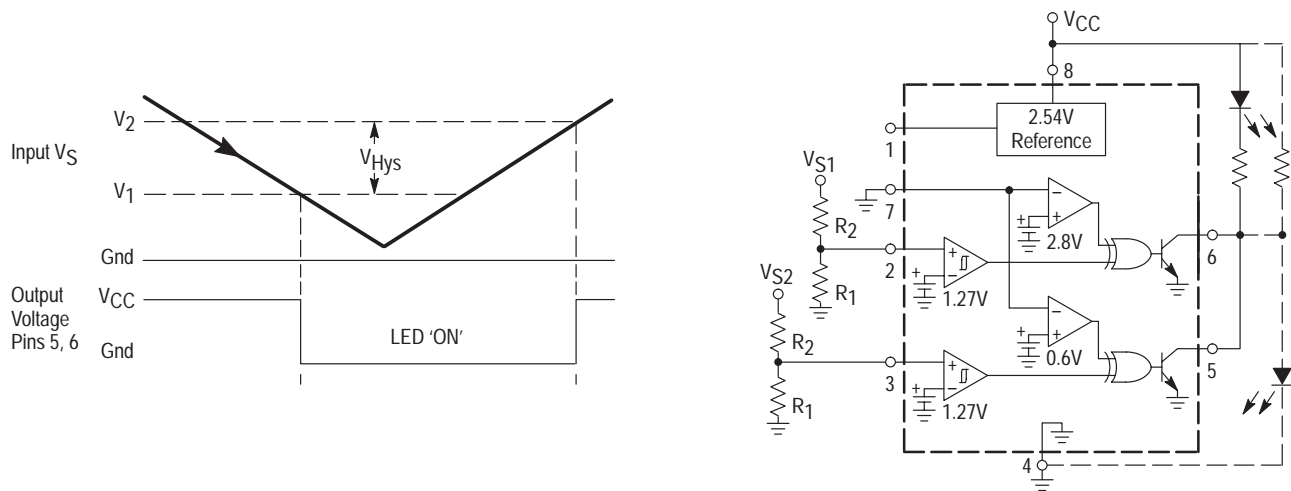 V2
Input VS
VHys
V1
Gnd
Output
Voltage
Pins 5, 6
VCC
Gnd
LED ‘ON’
VCC
8
2.54V
Reference
1
VS1
7
R2
2.8V
6
2
+
-
1.27V
R1
VS2
R2
0.6V
5
3
+
-
1.27V
R1
4
-
+
-
+
+
+
+
+